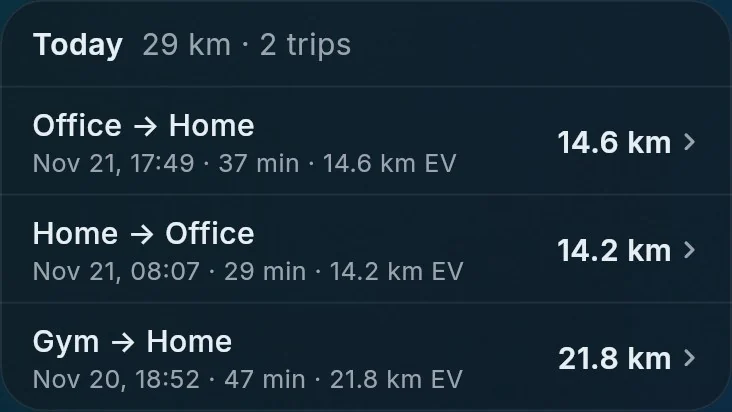 Today 29 km · 2 trips
Office → Home
14.6 km >
Nov 21, 17:49 · 37 min · 14.6 km EV
Home → Office
14.2 km >
Nov 21, 08:07 · 29 min · 14.2 km EV
Gym → Home
21.8 km >
Nov 20, 18:52 · 47 min · 21.8 km EV